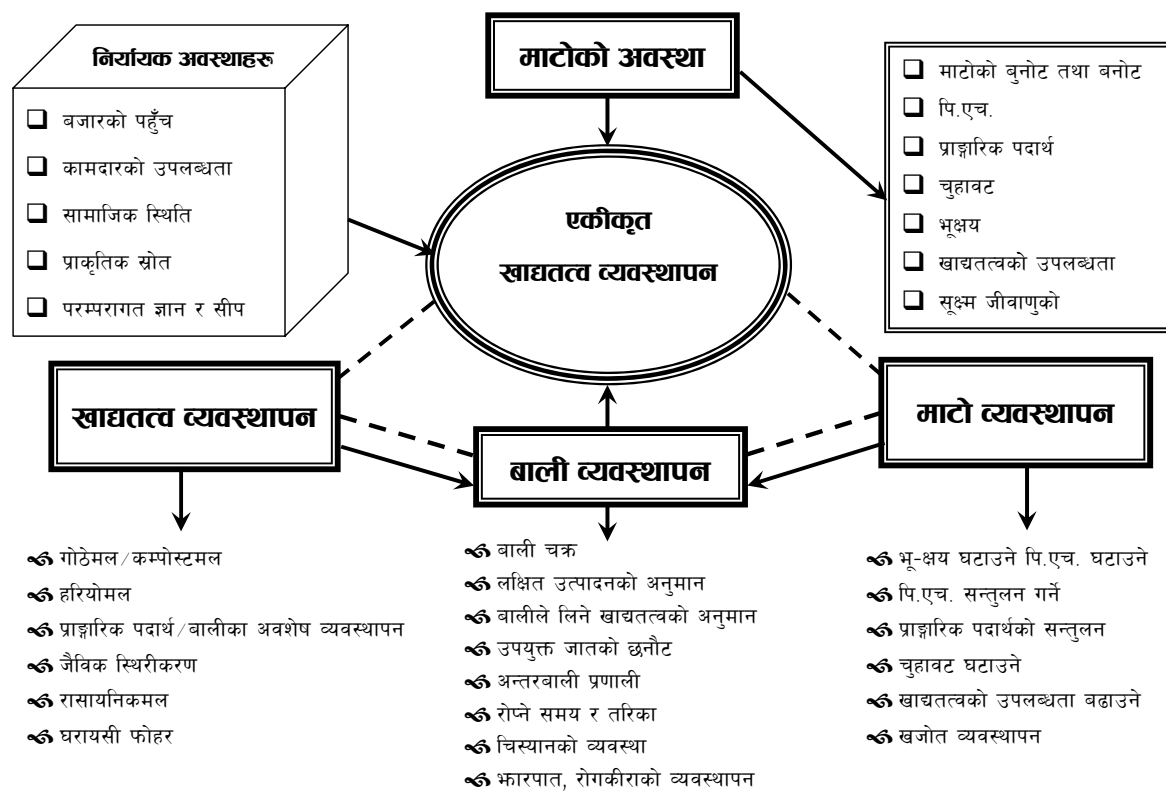 निर्यायक अवस्थाहरू
बजारको पहुँच
कामदारको उपलब्धता
सामाजिक स्थिति
प्राकृतिक स्रोत
परम्परागत ज्ञान र सीप
माटोको अवस्था
माटोको बुनोट तथा बनोट
पि.एच.
प्राङ्गारिक पदार्थ
चुहावट
भूक्षय
खाद्यतत्वको उपलब्धता
सूक्ष्म जीवाणुको
एकीकृत
खाद्यतत्व व्यवस्थापन
खाद्यतत्व व्यवस्थापन
गोठेमल/कम्पोस्टमल
हरियोमल
प्राङ्गारिक पदार्थ/बालीका अवशेष व्यवस्थापन
जैविक स्थिरीकरण
रासायनिकमल
घरायसी फोहर
बाली व्यवस्थापन
बाली चक्र
लक्षित उत्पादनको अनुमान
बालीले लिने खाद्यतत्वको अनुमान
उपयुक्त जातको छनौट
अन्तरबाली प्रणाली
रोप्ने समय र तरिका
चिस्यानको व्यवस्था
झारपात, रोगकीराको व्यवस्थापन
माटो व्यवस्थापन
भू-क्षय घटाउने पि.एच. घटाउने
पि.एच. सन्तुलन गर्ने
प्राङ्गारिक पदार्थको सन्तुलन
चुहावट घटाउने
खाद्यतत्वको उपलब्धता बढाउने
खजोत व्यवस्थापन